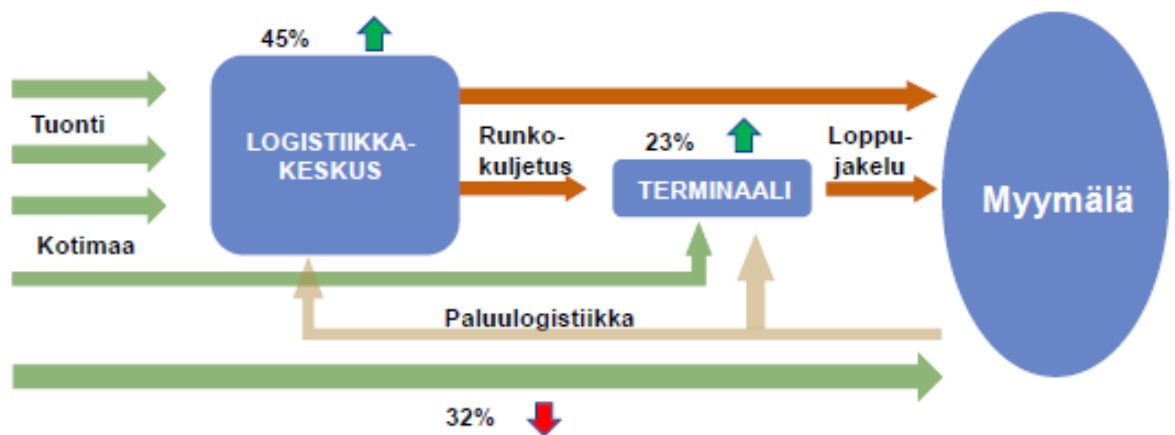 45%
Tuonti
LOGISTIIKKA-
KESKUS
Runko-
kuljetus
23%
Loppu-
jakelu
TERMINAALI
Myymälä
Kotimaa
Paluulogistiikka
32%